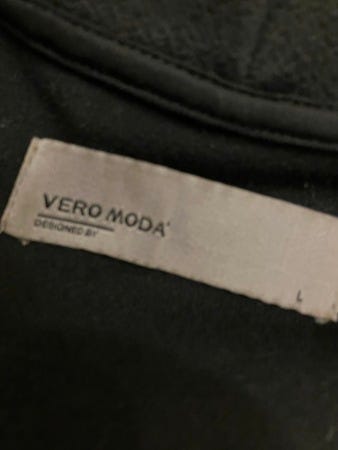 VERO MODA
DESIGNED BY
L